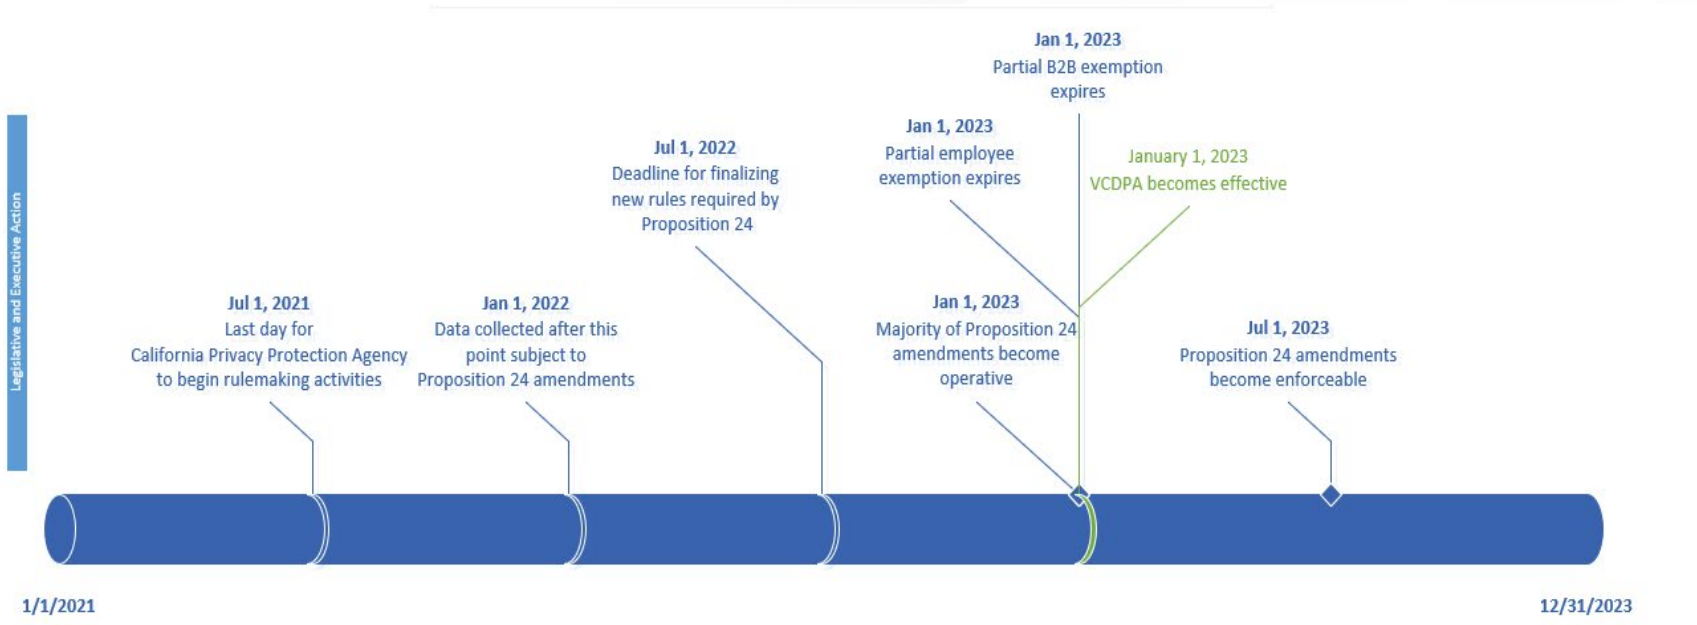 Legislative and Executive Action
Jul 1, 2021
Last day for
California Privacy Protection Agency
to begin rulemaking activities
Jan 1, 2022
Data collected after this
point subject to
Proposition 24 amendments
Jul 1, 2022
Deadline for finalizing
new rules required by
Proposition 24
Jan 1, 2023
Partial employee
exemption expires
Jan 1, 2023
Partial B2B exemption
expires
January 1, 2023
VCDPA becomes effective
Jan 1, 2023
Majority of Proposition 24
amendments become
operative
Jul 1, 2023
Proposition 24 amendments
become enforceable
1/1/2021
12/31/2023